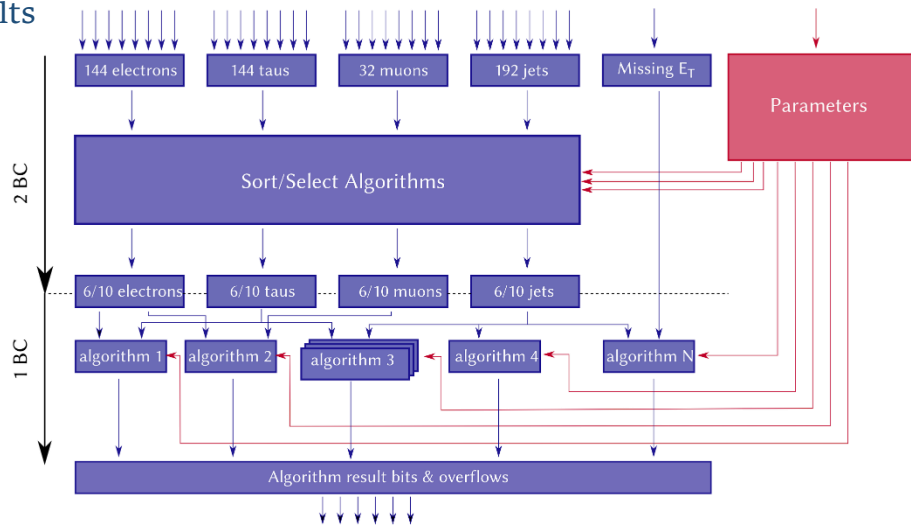 lts
144 electrons
144 taus
32 muons
192 jets
Missing E_T
Parameters
2 BC
Sort/Select Algorithms
6/10 electrons
6/10 taus
6/10 muons
6/10 jets
1 BC
algorithm 1
algorithm 2
algorithm 3
algorithm 4
algorithm N
Algorithm result bits & overflows